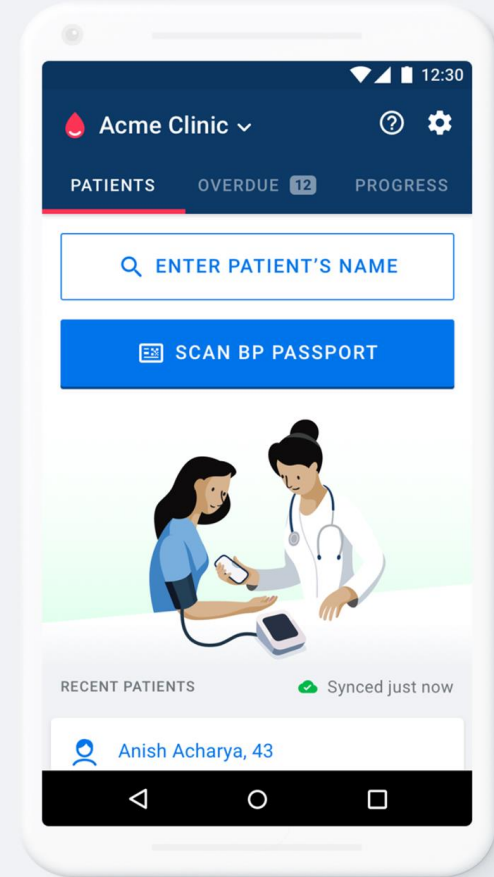 12:30
Acme Clinic
PATIENTS OVERDUE 12 PROGRESS
ENTER PATIENT’S NAME
SCAN BP PASSPORT
RECENT PATIENTS Synced just now
Anish Acharya, 43